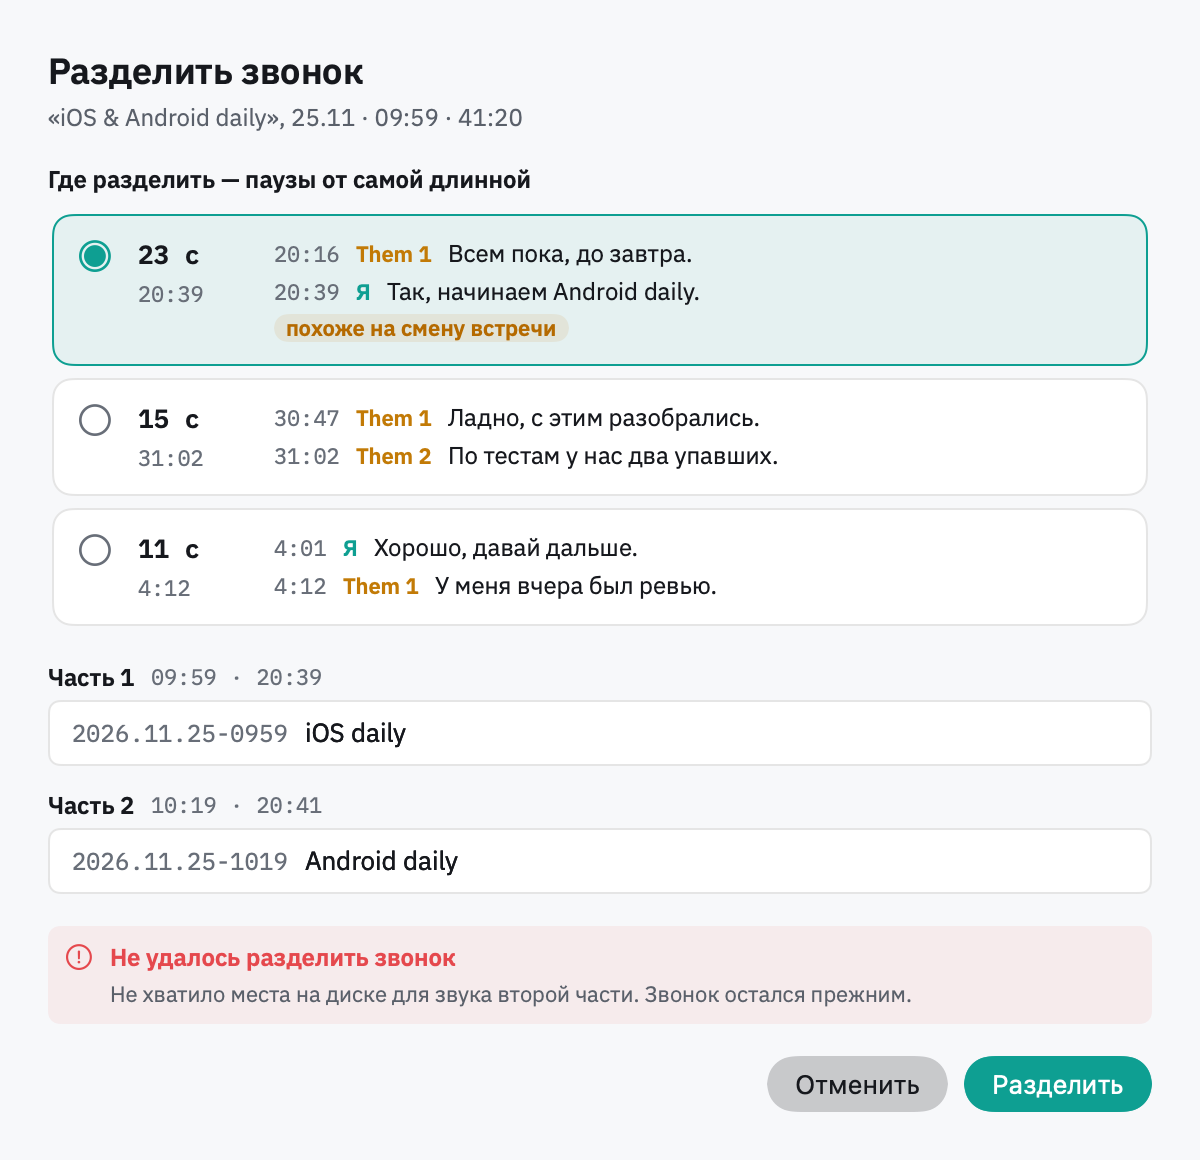 Разделить звонок
«iOS & Android daily», 25.11 · 09:59 · 41:20
Где разделить — паузы от самой длинной
23 с 20:16 Them 1 Всем пока, до завтра.
20:39 20:39 Я Так, начинаем Android daily.
похоже на смену встречи
15 с 30:47 Them 1 Ладно, с этим разобрались.
31:02 31:02 Them 2 По тестам у нас два упавших.
11 с 4:01 Я Хорошо, давай дальше.
4:12 4:12 Them 1 У меня вчера был ревью.
Часть 1 09:59 · 20:39
2026.11.25-0959 iOS daily
Часть 2 10:19 · 20:41
2026.11.25-1019 Android daily
Не удалось разделить звонок
Не хватило места на диске для звука второй части. Звонок остался прежним.
Отменить Разделить